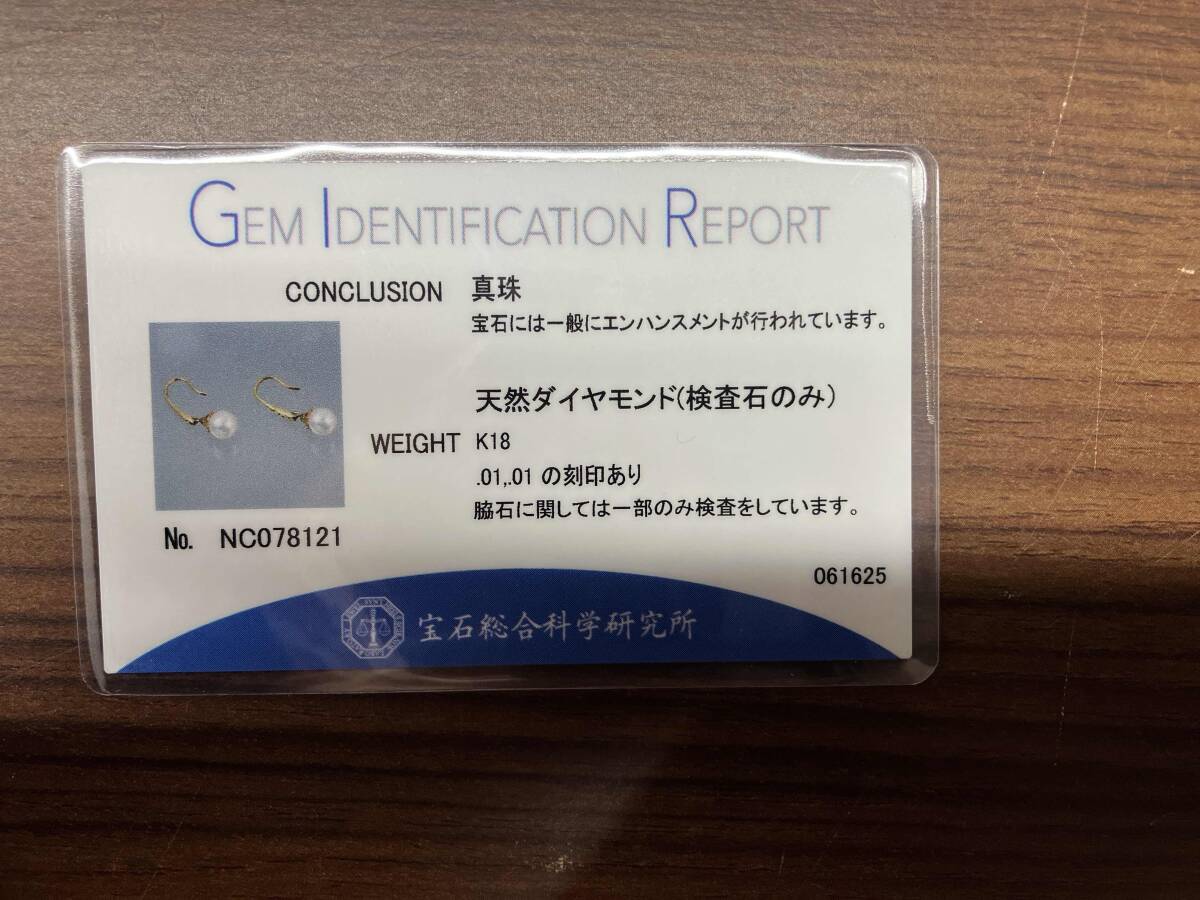 GEM IDENTIFICATION REPORT
CONCLUSION 真珠
宝石には一般にエンハンスメントが行われています。
天然ダイヤモンド(検査石のみ)
WEIGHT K18
.01,.01 の刻印あり
脇石に関しては一部のみ検査をしています。
No. NC078121
061625
宝石総合科学研究所